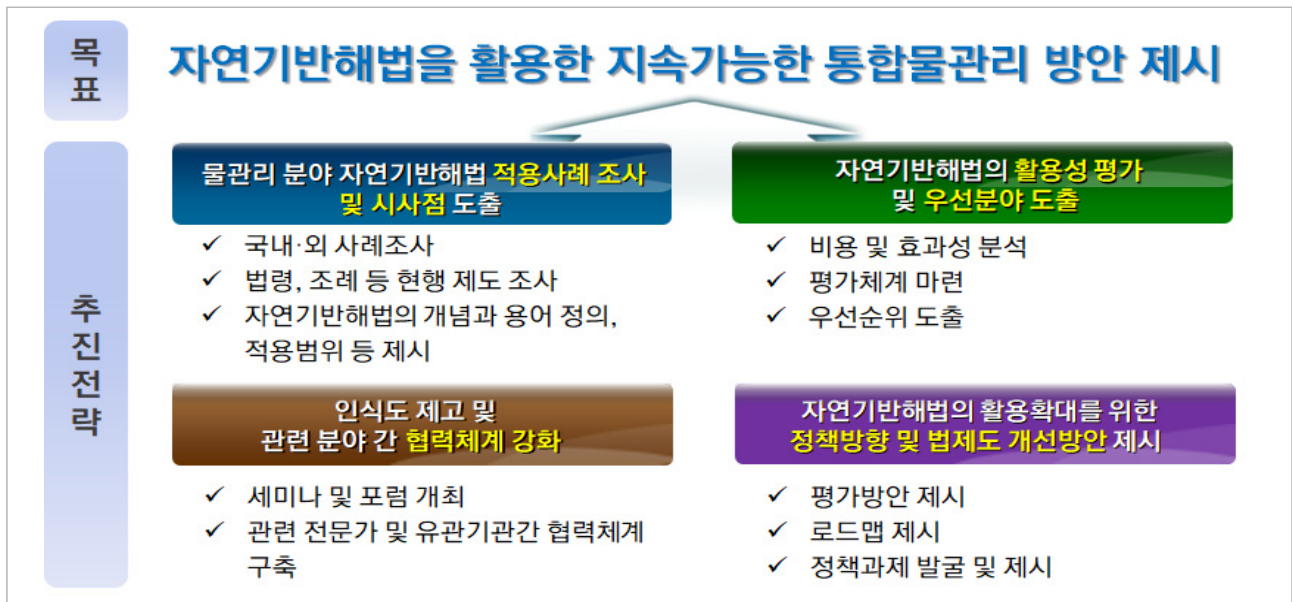 목표
자연기반해법을 활용한 지속가능한 통합물관리 방안 제시
추진전략
물관리 분야 자연기반해법 적용사례 조사
및 시사점 도출
✓ 국내·외 사례조사
✓ 법령, 조례 등 현행 제도 조사
✓ 자연기반해법의 개념과 용어 정의,
적용범위 등 제시
자연기반해법의 활용성 평가
및 우선분야 도출
✓ 비용 및 효과성 분석
✓ 평가체계 마련
✓ 우선순위 도출
인식도 제고 및
관련 분야 간 협력체계 강화
✓ 세미나 및 포럼 개최
✓ 관련 전문가 및 유관기관간 협력체계
구축
자연기반해법의 활용확대를 위한
정책방향 및 법제도 개선방안 제시
✓ 평가방안 제시
✓ 로드맵 제시
✓ 정책과제 발굴 및 제시